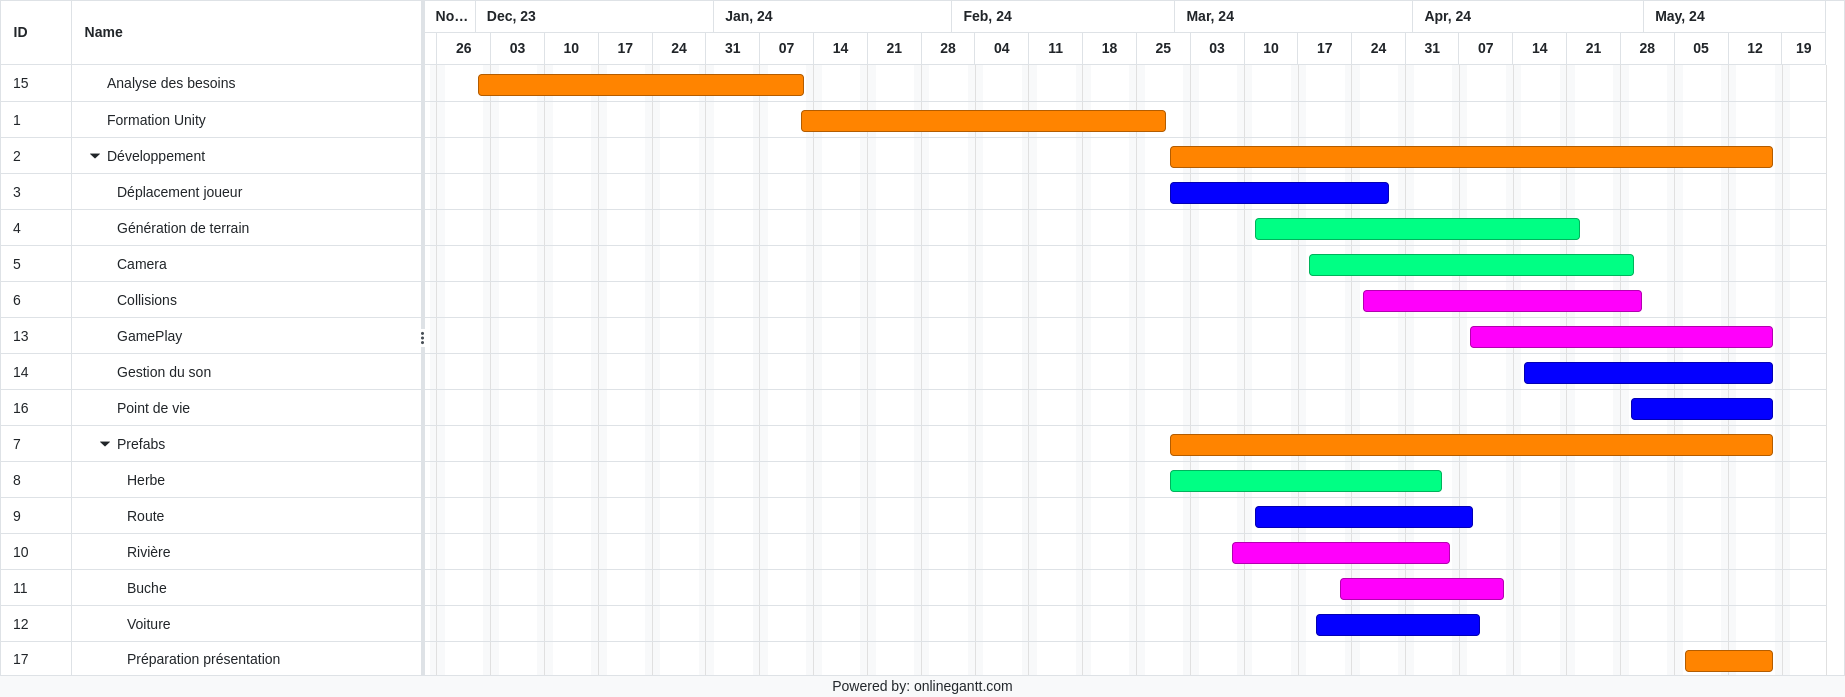 ID Name No... Dec, 23 Jan, 24 Feb, 24 Mar, 24 Apr, 24 May, 24
26 03 10 17 24 31 07 14 21 28 04 11 18 25 03 10 17 24 31 07 14 21 28 05 12 19
15 Analyse des besoins
1 Formation Unity
2 Développement
3 Déplacement joueur
4 Génération de terrain
5 Camera
6 Collisions
13 GamePlay
14 Gestion du son
16 Point de vie
7 Prefabs
8 Herbe
9 Route
10 Rivière
11 Buche
12 Voiture
17 Préparation présentation
Powered by: onlinegantt.com